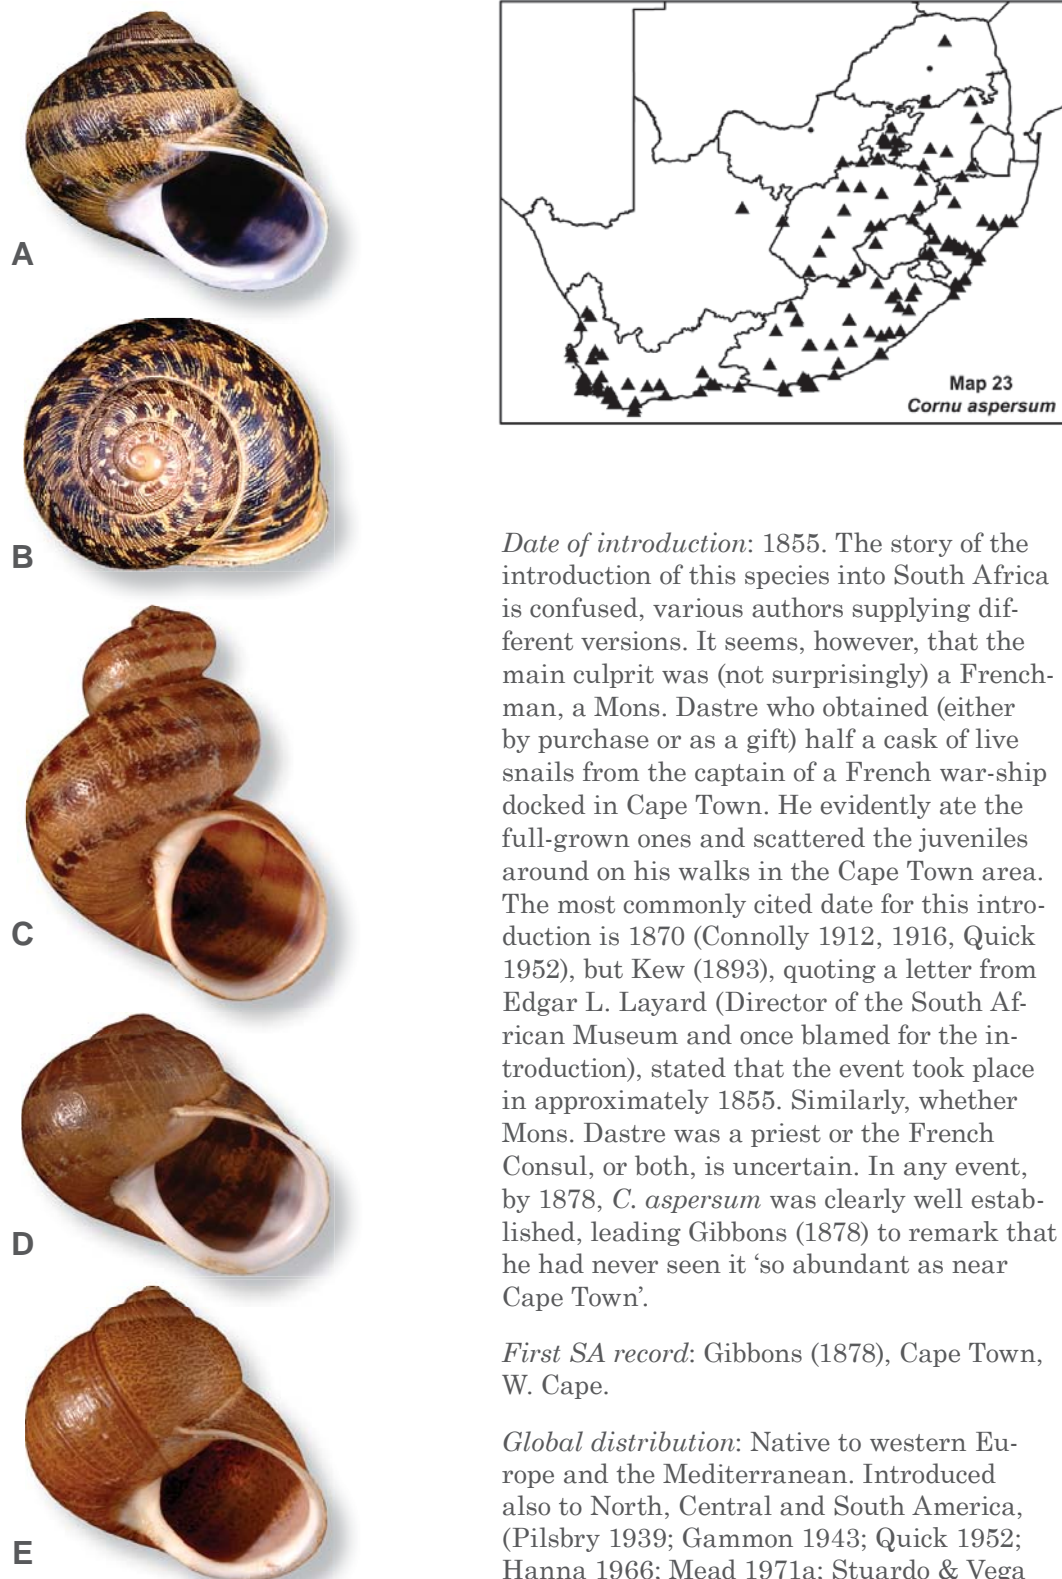 A
B
C
D
E
Map 23
Cornu aspersum
Date of introduction: 1855. The story of the
introduction of this species into South Africa
is confused, various authors supplying dif-
ferent versions. It seems, however, that the
main culprit was (not surprisingly) a French-
man, a Mons. Dastre who obtained (either
by purchase or as a gift) half a cask of live
snails from the captain of a French war-ship
docked in Cape Town. He evidently ate the
full-grown ones and scattered the juveniles
around on his walks in the Cape Town area.
The most commonly cited date for this intro-
duction is 1870 (Connolly 1912, 1916, Quick
1952), but Kew (1893), quoting a letter from
Edgar L. Layard (Director of the South Af-
rican Museum and once blamed for the in-
troduction), stated that the event took place
in approximately 1855. Similarly, whether
Mons. Dastre was a priest or the French
Consul, or both, is uncertain. In any event,
by 1878, C. aspersum was clearly well estab-
lished, leading Gibbons (1878) to remark that
he had never seen it ‘so abundant as near
Cape Town’.
First SA record: Gibbons (1878), Cape Town,
W. Cape.
Global distribution: Native to western Eu-
rope and the Mediterranean. Introduced
also to North, Central and South America,
(Pilsbry 1939; Gammon 1943; Quick 1952;
Hanna 1966; Mead 1971a; Stuardo & Vega